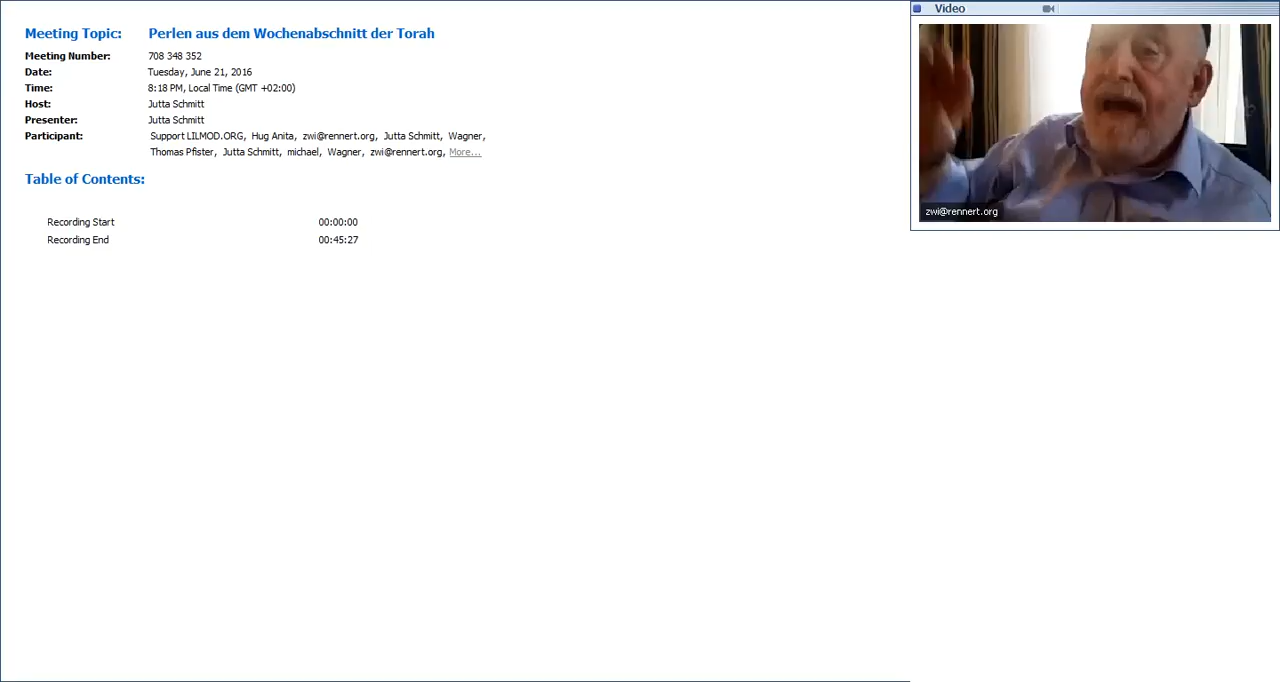 Meeting Topic: Perlen aus dem Wochenabschnitt der Torah
Meeting Number: 708 348 352
Date: Tuesday, June 21, 2016
Time: 8:18 PM, Local Time (GMT +02:00)
Host: Jutta Schmitt
Presenter: Jutta Schmitt
Participant: Support LILMOD.ORG, Hug Anita, zwi@rennert.org, Jutta Schmitt, Wagner,
Thomas Pfister, Jutta Schmitt, michael, Wagner, zwi@rennert.org, More...
Table of Contents:
Recording Start 00:00:00
Recording End 00:45:27
Video
zwi@rennert.org